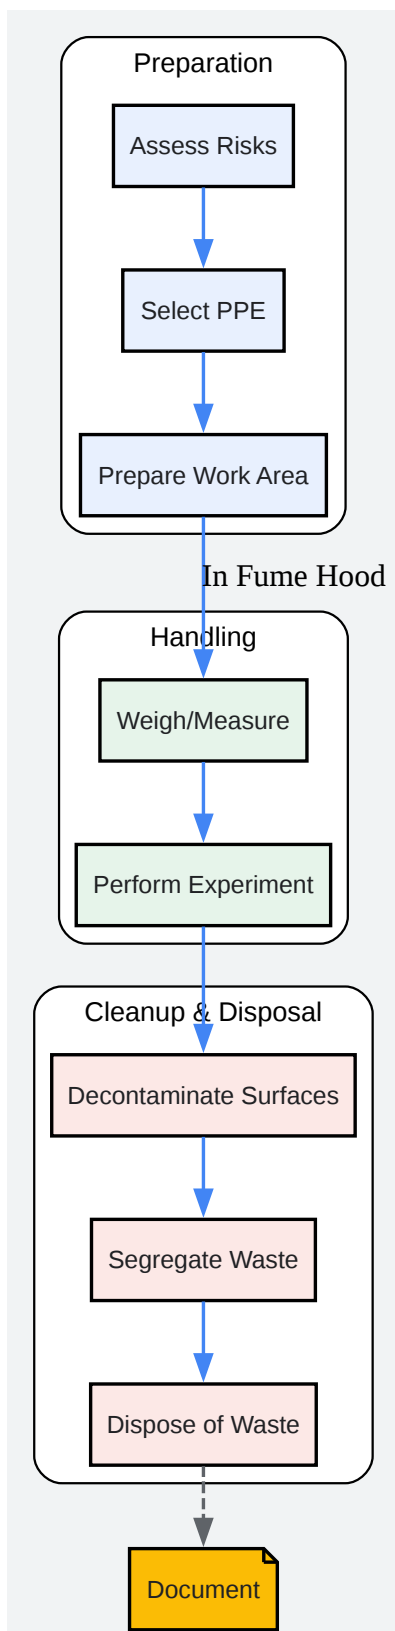 Preparation
Assess Risks
Select PPE
Prepare Work Area
In Fume Hood
Handling
Weigh/Measure
Perform Experiment
Cleanup & Disposal
Decontaminate Surfaces
Segregate Waste
Dispose of Waste
Document